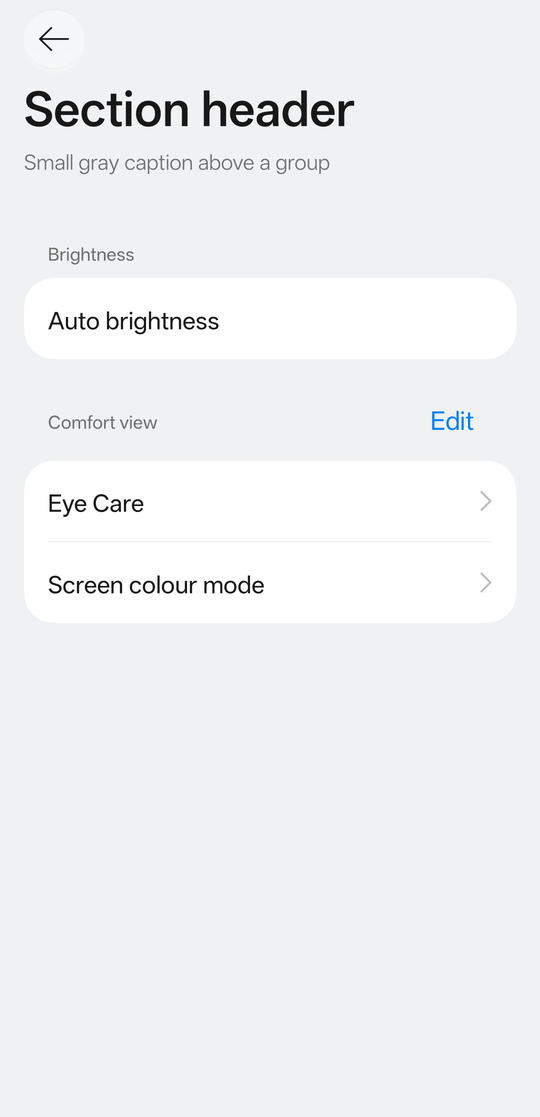 Section header
Small gray caption above a group
Brightness
Auto brightness
Comfort view
Edit
Eye Care
Screen colour mode